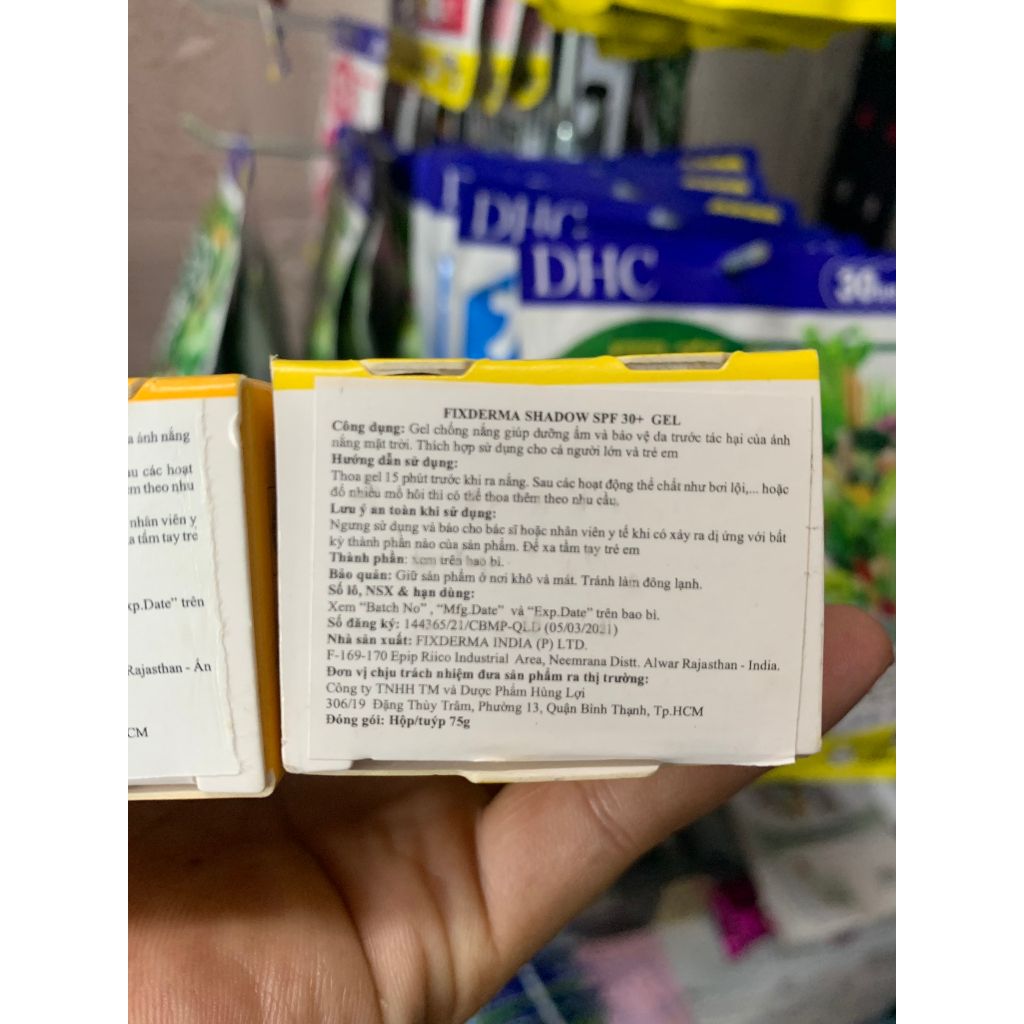 DHC
DHC
30
FIXDERMA SHADOW SPF 30+ GEL
Công dụng: Gel chống nắng giúp dưỡng ẩm và bảo vệ da trước tác hại của ánh
nắng mặt trời. Thích hợp sử dụng cho cả người lớn và trẻ em
Hướng dẫn sử dụng:
Thoa gel 15 phút trước khi ra nắng. Sau các hoạt động thể chất như bơi lội,... hoặc
đổ nhiều mồ hôi thì có thể thoa thêm theo nhu cầu.
Lưu ý an toàn khi sử dụng:
Ngưng sử dụng và báo cho bác sĩ hoặc nhân viên y tế khi có xảy ra dị ứng với bất
kỳ thành phần nào của sản phẩm. Để xa tầm tay trẻ em
Thành phần: xem trên bao bì.
Bảo quản: Giữ sản phẩm ở nơi khô và mát. Tránh làm đông lạnh.
Số lô, NSX & hạn dùng:
Xem “Batch No” , “Mfg.Date” và “Exp.Date” trên bao bì.
Số đăng ký: 144365/21/CBMP-QLD (05/03/2021)
Nhà sản xuất: FIXDERMA INDIA (P) LTD.
F-169-170 Epip Riico Industrial Area, Neemrana Distt. Alwar Rajasthan - India.
Đơn vị chịu trách nhiệm đưa sản phẩm ra thị trường:
Công ty TNHH TM và Dược Phẩm Hùng Lợi
306/19 Đặng Thùy Trâm, Phường 13, Quận Bình Thạnh, Tp.HCM
Đóng gói: Hộp/tuýp 75g
a ánh nắng
au các hoạt
m theo nhu
nhân viên y
a tầm tay trẻ
xp.Date” trên
Rajasthan - Ấn
CM